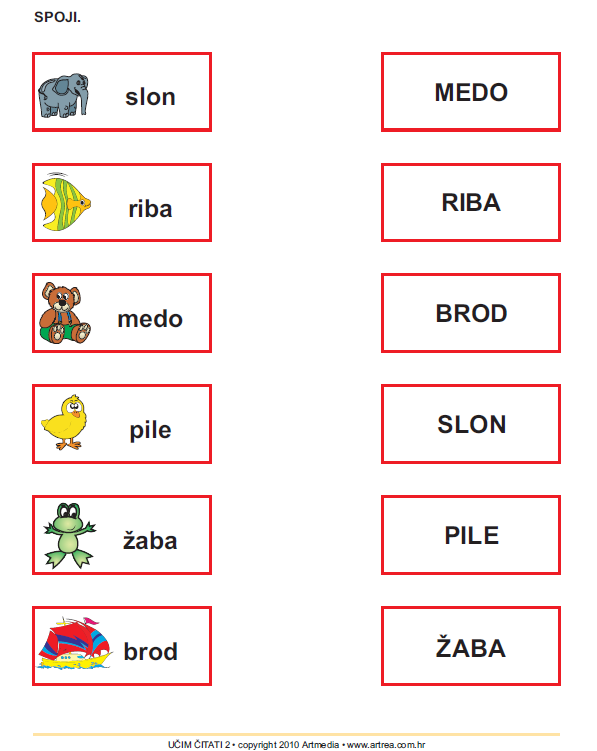 SPOJI.
slon MEDO
riba RIBA
medo BROD
pile SLON
žaba PILE
brod ŽABA
UČIM ČITATI 2 • copyright 2010 Artmedia • www.artrea.com.hr